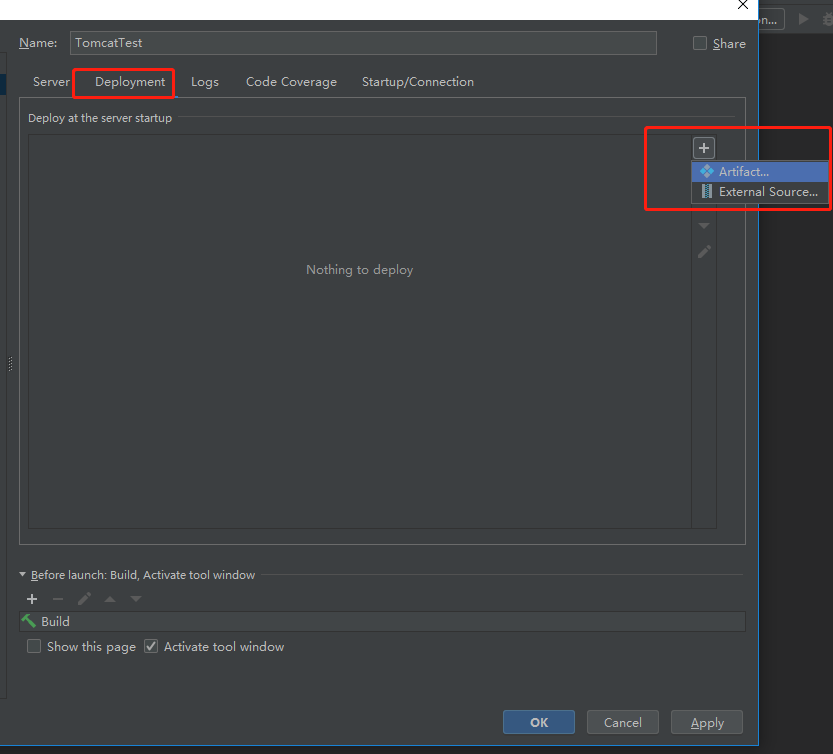 on...
Name: TomcatTest Share
Server Deployment Logs Code Coverage Startup/Connection
Deploy at the server startup
Artifact...
External Source...
Nothing to deploy
Before launch: Build, Activate tool window
Build
Show this page Activate tool window
OK Cancel Apply